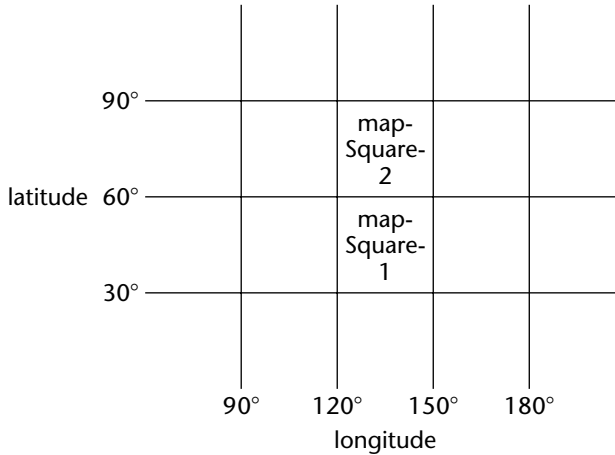 90°
map-
Square-
2
latitude 60°
map-
Square-
1
30°
90° 120° 150° 180°
longitude